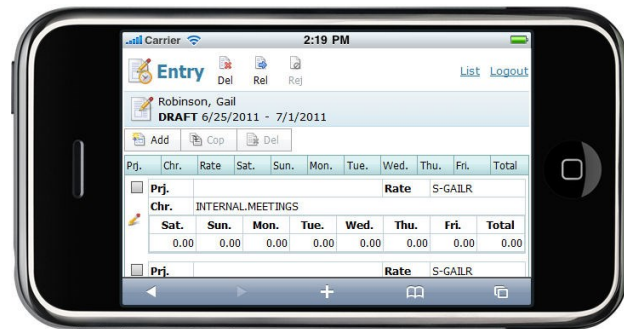 Carrier 2:19 PM
Entry Del Rel Rej List Logout
Robinson, Gail
DRAFT 6/25/2011 - 7/1/2011
Add Cop Del
Prj. Chr. Rate Sat. Sun. Mon. Tue. Wed. Thu. Fri. Total
Prj. Rate S-GAILR
Chr. INTERNAL.MEETINGS
Sat. Sun. Mon. Tue. Wed. Thu. Fri. Total
0.00 0.00 0.00 0.00 0.00 0.00 0.00 0.00
Prj. Rate S-GAILR